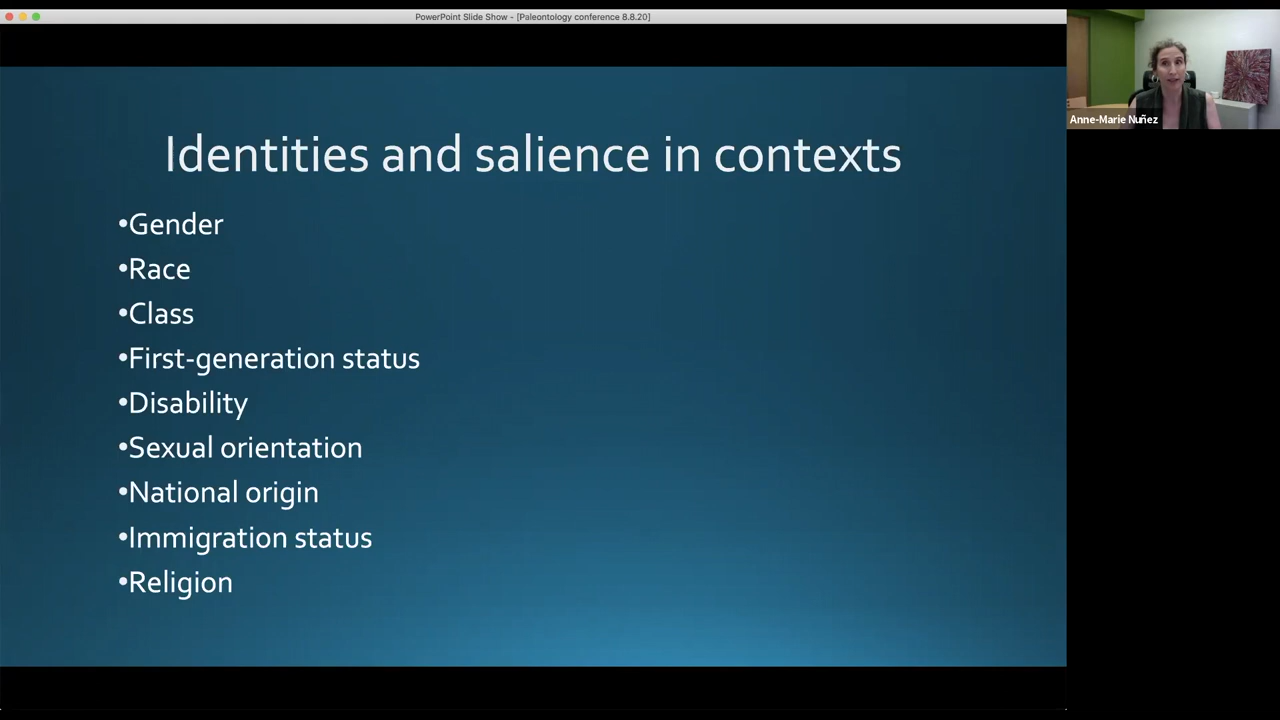 PowerPoint Slide Show - [Paleontology conference 8.8.20]
Anne-Marie Nuñez
Identities and salience in contexts
•Gender
•Race
•Class
•First-generation status
•Disability
•Sexual orientation
•National origin
•Immigration status
•Religion